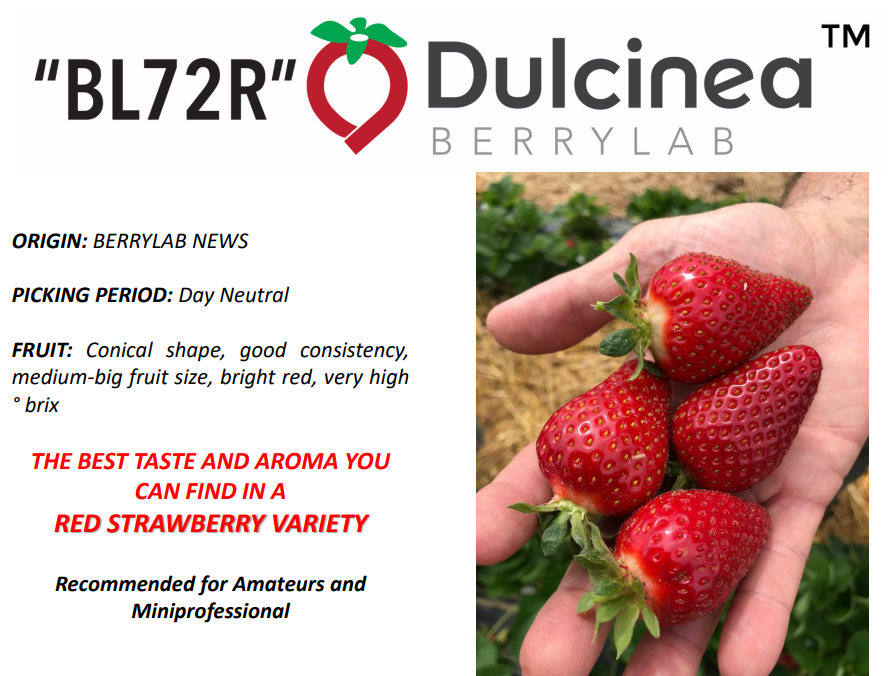 "BL72R" Dulcinea ™
BERRYLAB
ORIGIN: BERRYLAB NEWS
PICKING PERIOD: Day Neutral
FRUIT: Conical shape, good consistency,
medium-big fruit size, bright red, very high
° brix
THE BEST TASTE AND AROMA YOU
CAN FIND IN A
RED STRAWBERRY VARIETY
Recommended for Amateurs and
Miniprofessional